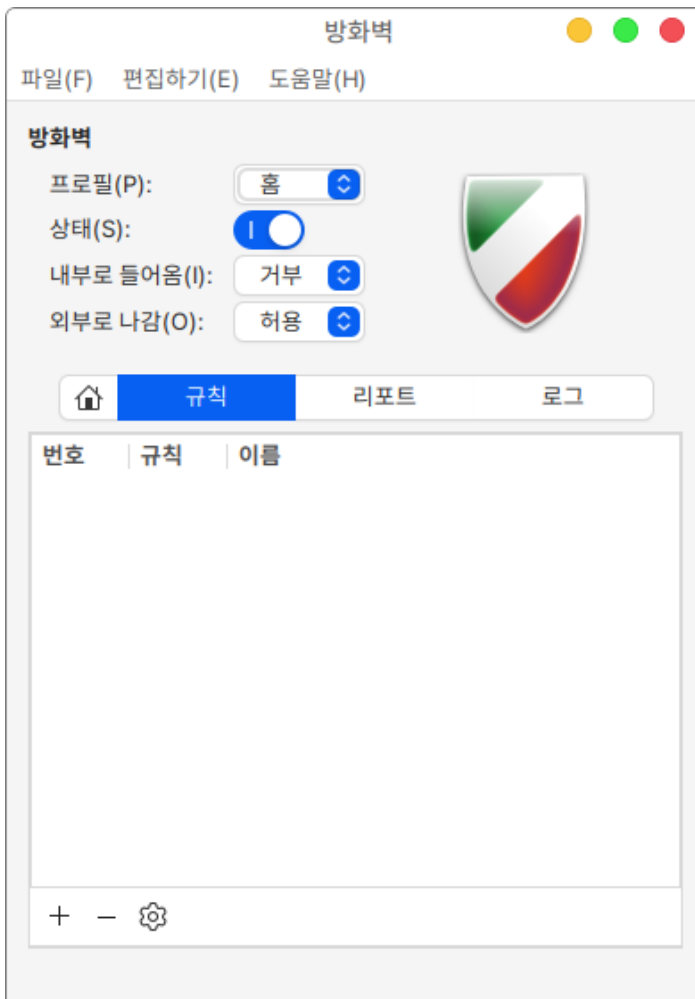 방화벽
파일(F) 편집하기(E) 도움말(H)
방화벽
프로필(P): 홈
상태(S):
내부로 들어옴(I): 거부
외부로 나감(O): 허용
규칙 리포트 로그
번호 규칙 이름